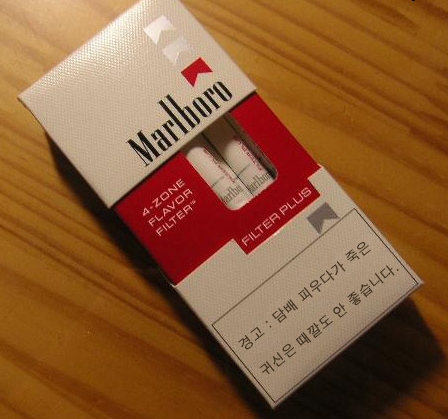 Marlboro
4-ZONE
FLAVOR
FILTER™
FILTER PLUS
경고 : 담배 피우다가 죽은
귀신은 때깔도 안 좋습니다.